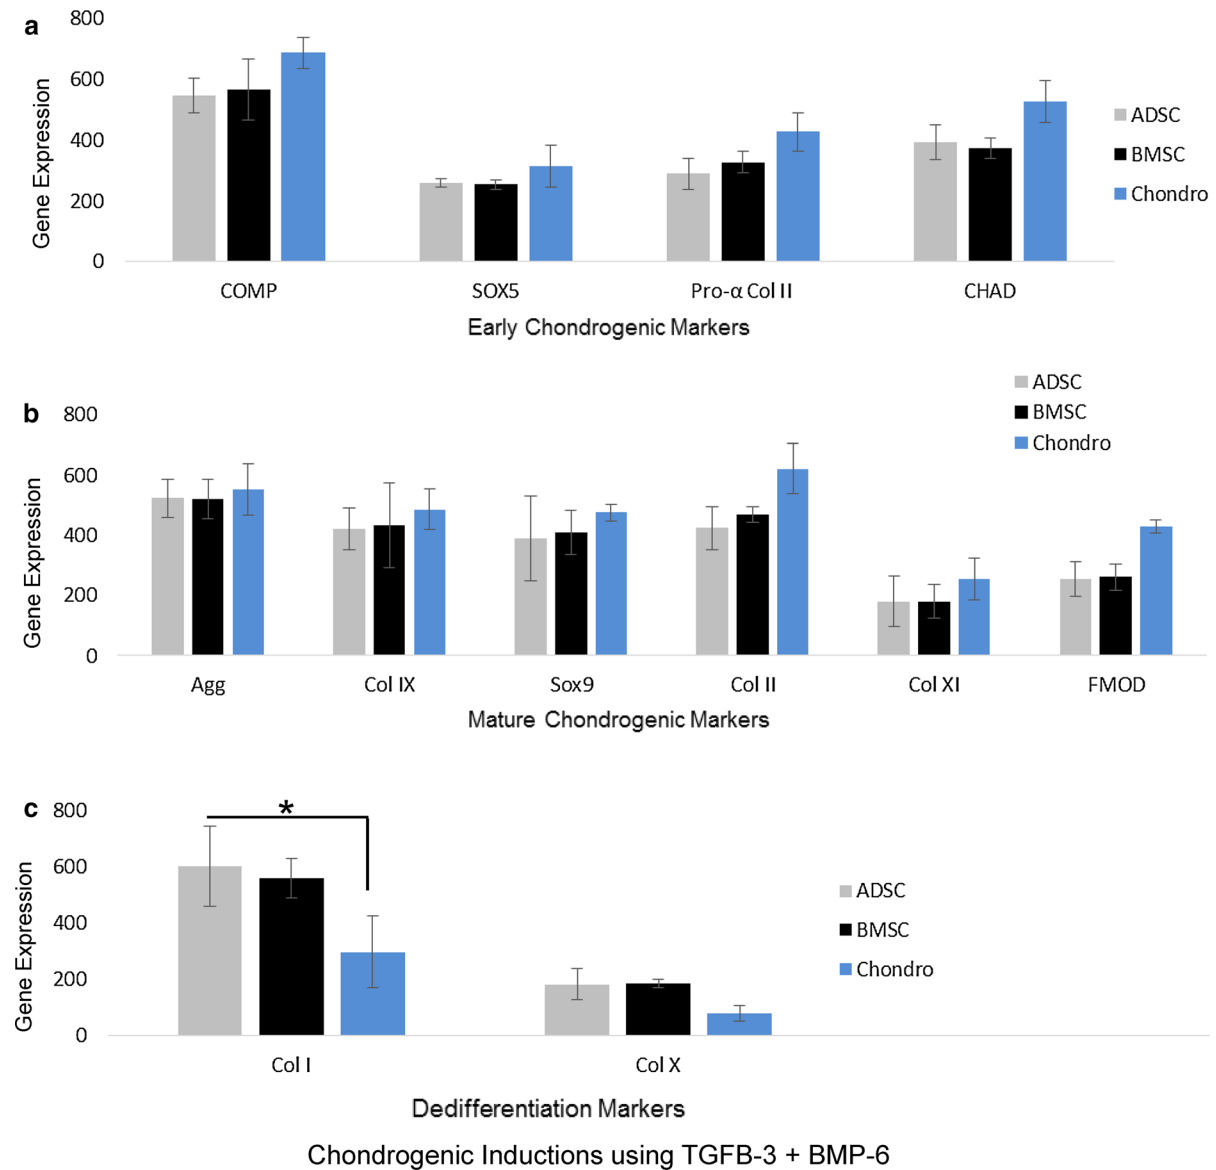 a
800
600
400
200
0
Gene Expression
ADSC
BMSC
Chondro
COMP SOX5 Pro-α Col II CHAD
Early Chondrogenic Markers
b
800
600
400
200
0
Gene Expression
ADSC
BMSC
Chondro
Agg Col IX Sox9 Col II Col XI FMOD
Mature Chondrogenic Markers
c
800
600
400
200
0
Gene Expression
*
ADSC
BMSC
Chondro
Col I Col X
Dedifferentiation Markers
Chondrogenic Inductions using TGFB-3 + BMP-6